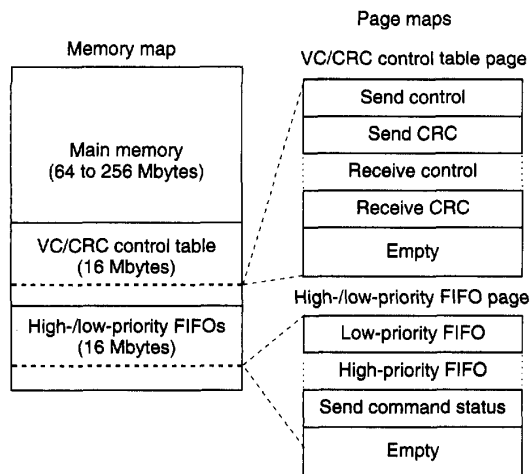 Memory map
Main memory
(64 to 256 Mbytes)
VC/CRC control table
(16 Mbytes)
High-/low-priority FIFOs
(16 Mbytes)
Page maps
VC/CRC control table page
Send control
Send CRC
Receive control
Receive CRC
Empty
High-/low-priority FIFO page
Low-priority FIFO
High-priority FIFO
Send command status
Empty